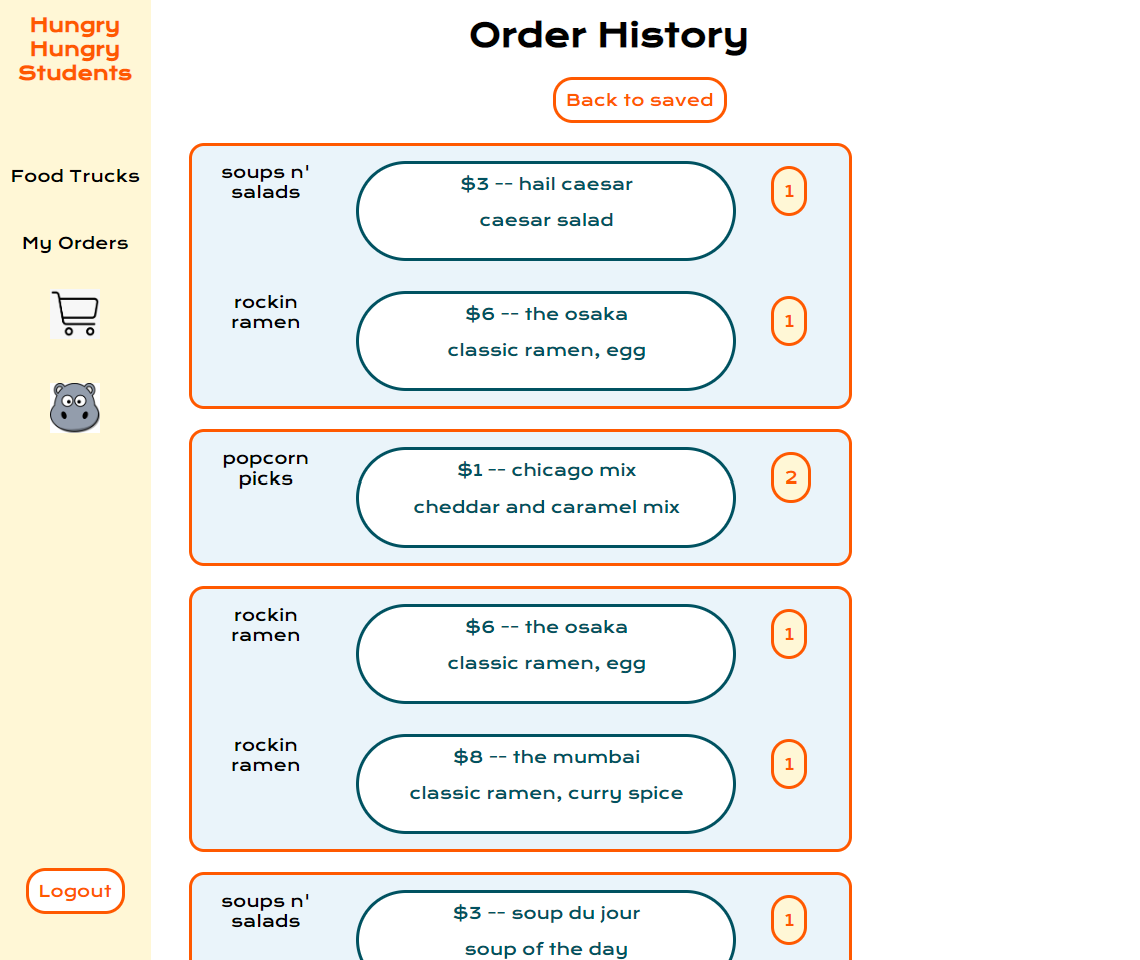 Hungry
Hungry
Students
Food Trucks
My Orders
Logout
Order History
Back to saved
soups n'
salads
$3 -- hail caesar
caesar salad
1
rockin
ramen
$6 -- the osaka
classic ramen, egg
1
popcorn
picks
$1 -- chicago mix
cheddar and caramel mix
2
rockin
ramen
$6 -- the osaka
classic ramen, egg
1
rockin
ramen
$8 -- the mumbai
classic ramen, curry spice
1
soups n'
salads
$3 -- soup du jour
soup of the day
1